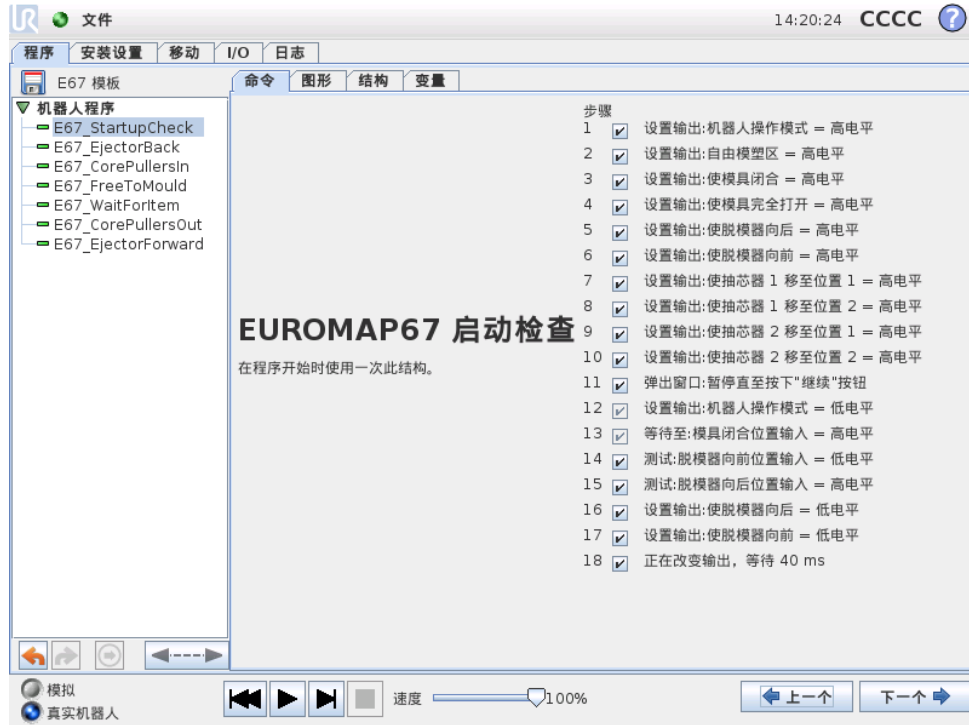 UR 文件 14:20:24 CCCC ?
程序 安装设置 移动 I/O 日志
E67 模板
命令 图形 结构 变量
机器人程序
E67_StartupCheck
E67_EjectorBack
E67_CorePullersIn
E67_FreeToMould
E67_WaitForItem
E67_CorePullersOut
E67_EjectorForward
EUROMAP67 启动检查
在程序开始时使用一次此结构。
步骤
1 设置输出:机器人操作模式 = 高电平
2 设置输出:自由模塑区 = 高电平
3 设置输出:使模具闭合 = 高电平
4 设置输出:使模具完全打开 = 高电平
5 设置输出:使脱模器向后 = 高电平
6 设置输出:使脱模器向前 = 高电平
7 设置输出:使抽芯器 1 移至位置 1 = 高电平
8 设置输出:使抽芯器 1 移至位置 2 = 高电平
9 设置输出:使抽芯器 2 移至位置 1 = 高电平
10 设置输出:使抽芯器 2 移至位置 2 = 高电平
11 弹出窗口:暂停直至按下"继续"按钮
12 设置输出:机器人操作模式 = 低电平
13 等待至:模具闭合位置输入 = 高电平
14 测试:脱模器向前位置输入 = 低电平
15 测试:脱模器向后位置输入 = 高电平
16 设置输出:使脱模器向后 = 低电平
17 设置输出:使脱模器向前 = 低电平
18 正在改变输出，等待 40 ms
模拟
真实机器人
速度 100%
上一个 下一个